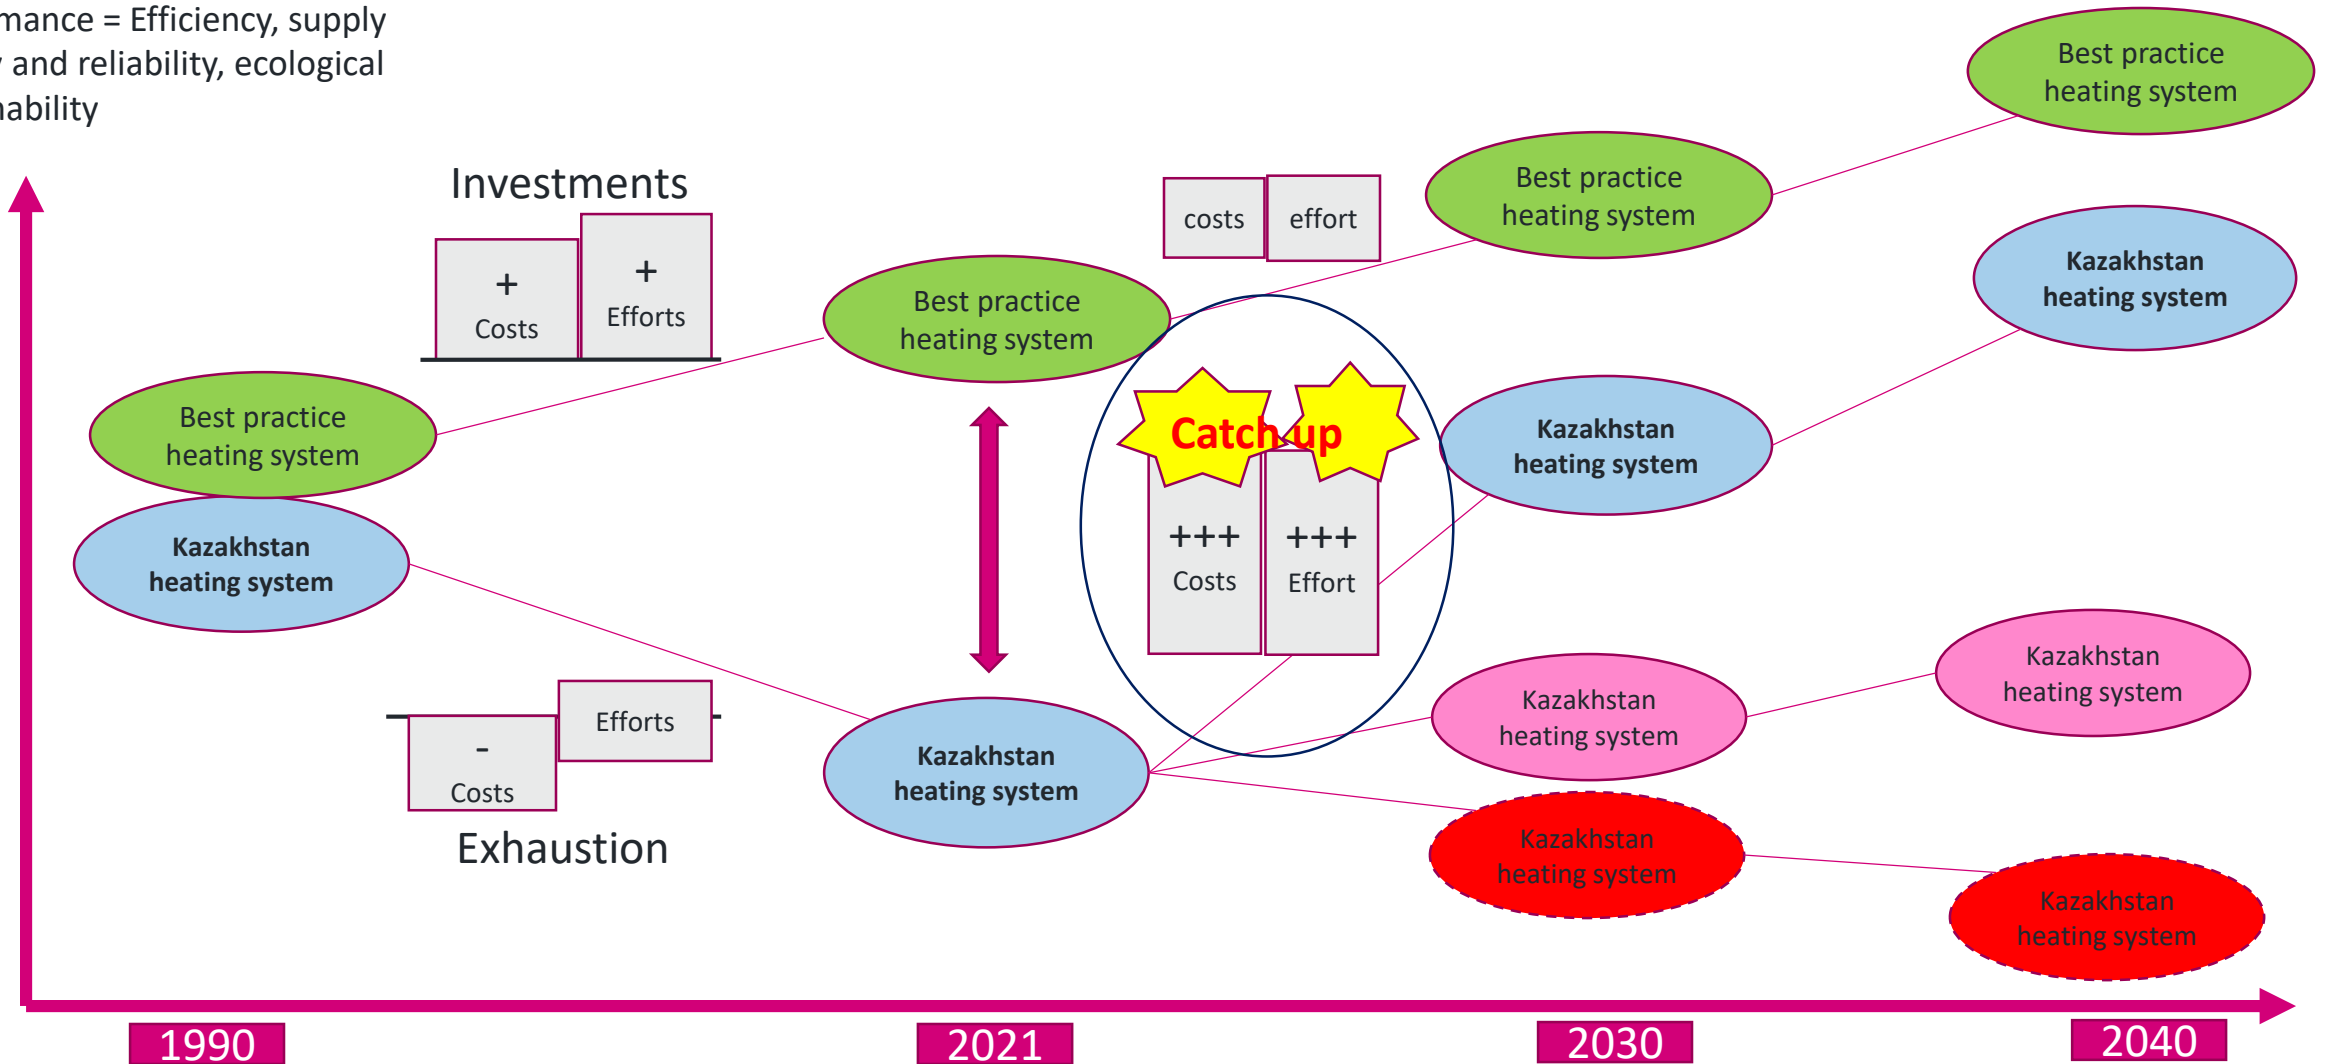 mance = Efficiency, supply
and reliability, ecological
Investments
+
Costs
+
Efforts
costs
effort
Best practice
heating system
Best practice
heating system
Kazakhstan
heating system
Best practice
heating system
Best practice
heating system
Kazakhstan
heating system
Catch up
+++
Costs
+++
Effort
Kazakhstan
heating system
Kazakhstan
heating system
Kazakhstan
heating system
Kazakhstan
heating system
Efforts
-
Costs
Exhaustion
Kazakhstan
heating system
Kazakhstan
heating system
Kazakhstan
heating system
1990
2021
2030
2040